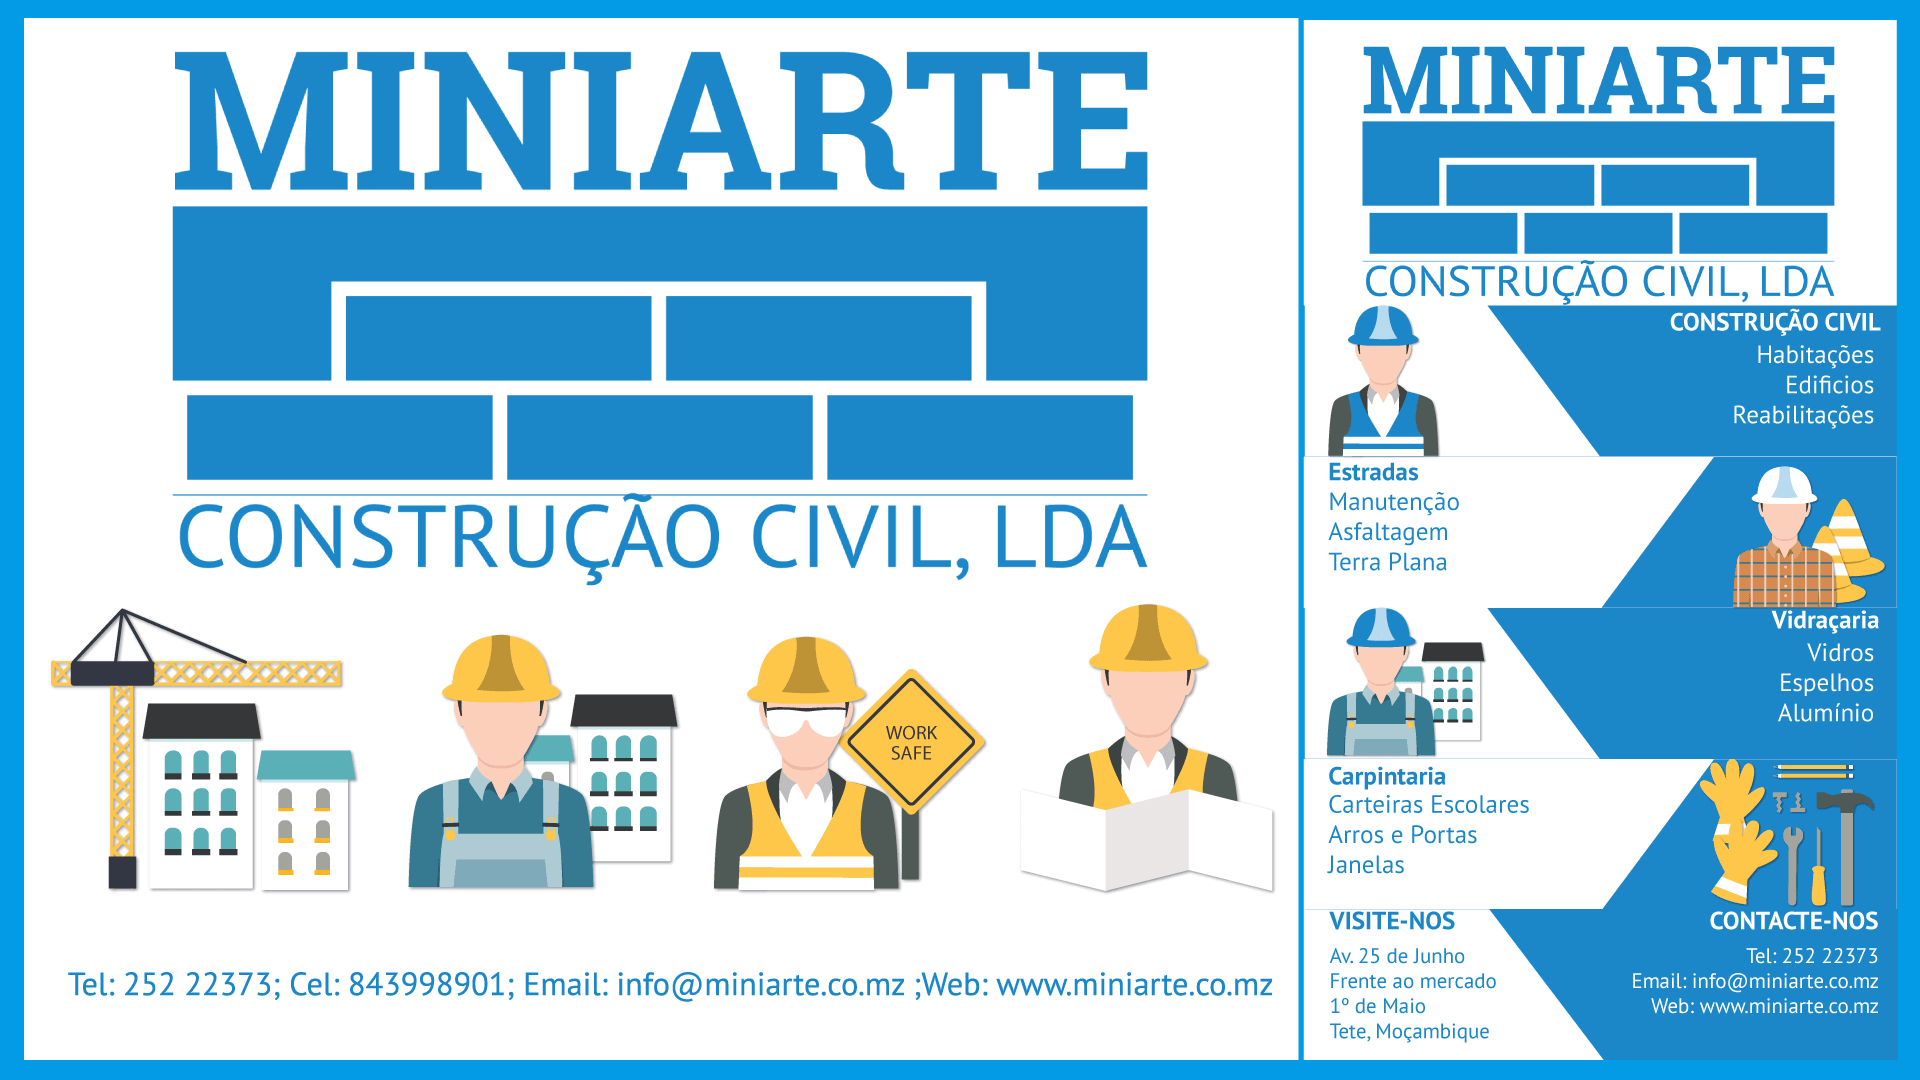 MINIARTE
CONSTRUÇÃO CIVIL, LDA
WORK
SAFE
Tel: 252 22373; Cel: 843998901; Email: info@miniarte.co.mz ;Web: www.miniarte.co.mz
MINIARTE
CONSTRUÇÃO CIVIL, LDA
CONSTRUÇÃO CIVIL
Habitações
Edificios
Reabilitações
Estradas
Manutenção
Asfaltagem
Terra Plana
Vidraçaria
Vidros
Espelhos
Alumínio
Carpintaria
Carteiras Escolares
Arros e Portas
Janelas
VISITE-NOS
Av. 25 de Junho
Frente ao mercado
1º de Maio
Tete, Moçambique
CONTACTE-NOS
Tel: 252 22373
Email: info@miniarte.co.mz
Web: www.miniarte.co.mz